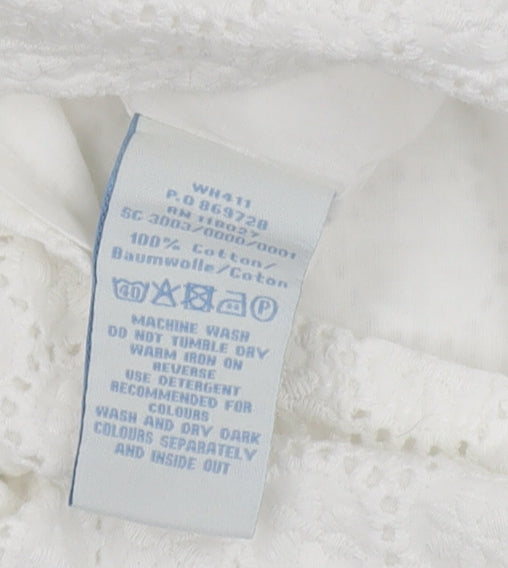 WH411
P.O 869728
RN 118027
SC 3003/0000/0001
100% Cotton/
Baumwolle/Coton
40 P
MACHINE WASH
DO NOT TUMBLE DRY
WARM IRON ON
REVERSE
USE DETERGENT
RECOMMENDED FOR
COLOURS
WASH AND DRY DARK
COLOURS SEPARATELY
AND INSIDE OUT